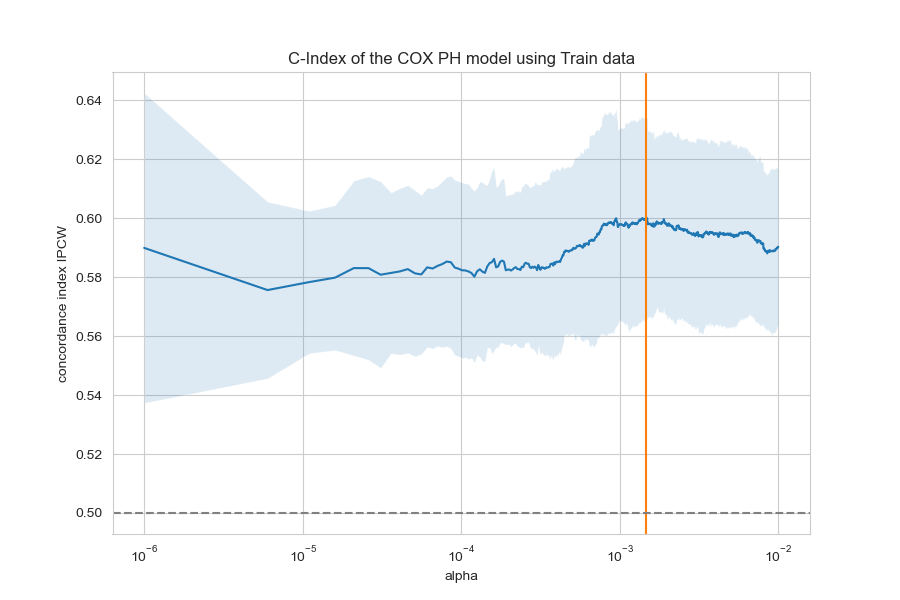 C-Index of the COX PH model using Train data
concordance index IPCW
0.64
0.62
0.60
0.58
0.56
0.54
0.52
0.50
10⁻⁶ 10⁻⁵ 10⁻⁴ 10⁻³ 10⁻²
alpha